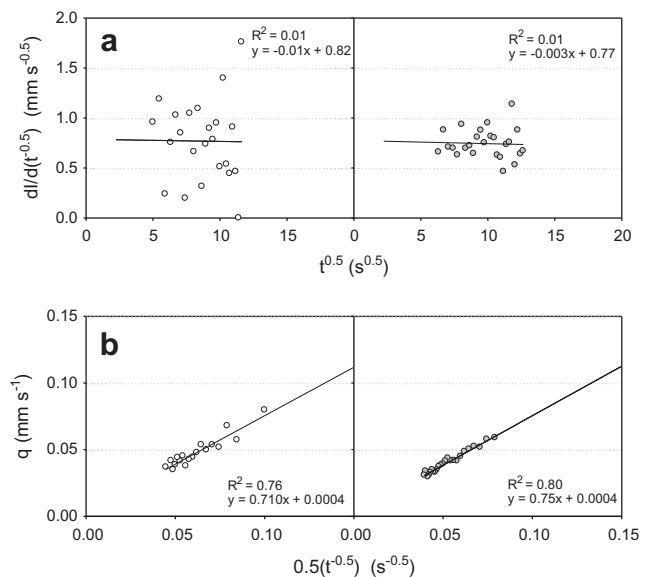 a
R² = 0.01
y = -0.01x + 0.82
R² = 0.01
y = -0.003x + 0.77
dI/d(t^-0.5) (mm s^-0.5)
2.0
1.5
1.0
0.5
0.0
0 5 10 15 0 5 10 15 20
t^0.5 (s^0.5)
b
0.15
0.10
0.05
0.00
q (mm s^-1)
R² = 0.76
y = 0.710x + 0.0004
R² = 0.80
y = 0.75x + 0.0004
0.05 0.10 0.00 0.05 0.10 0.15
0.5(t^-0.5) (s^-0.5)